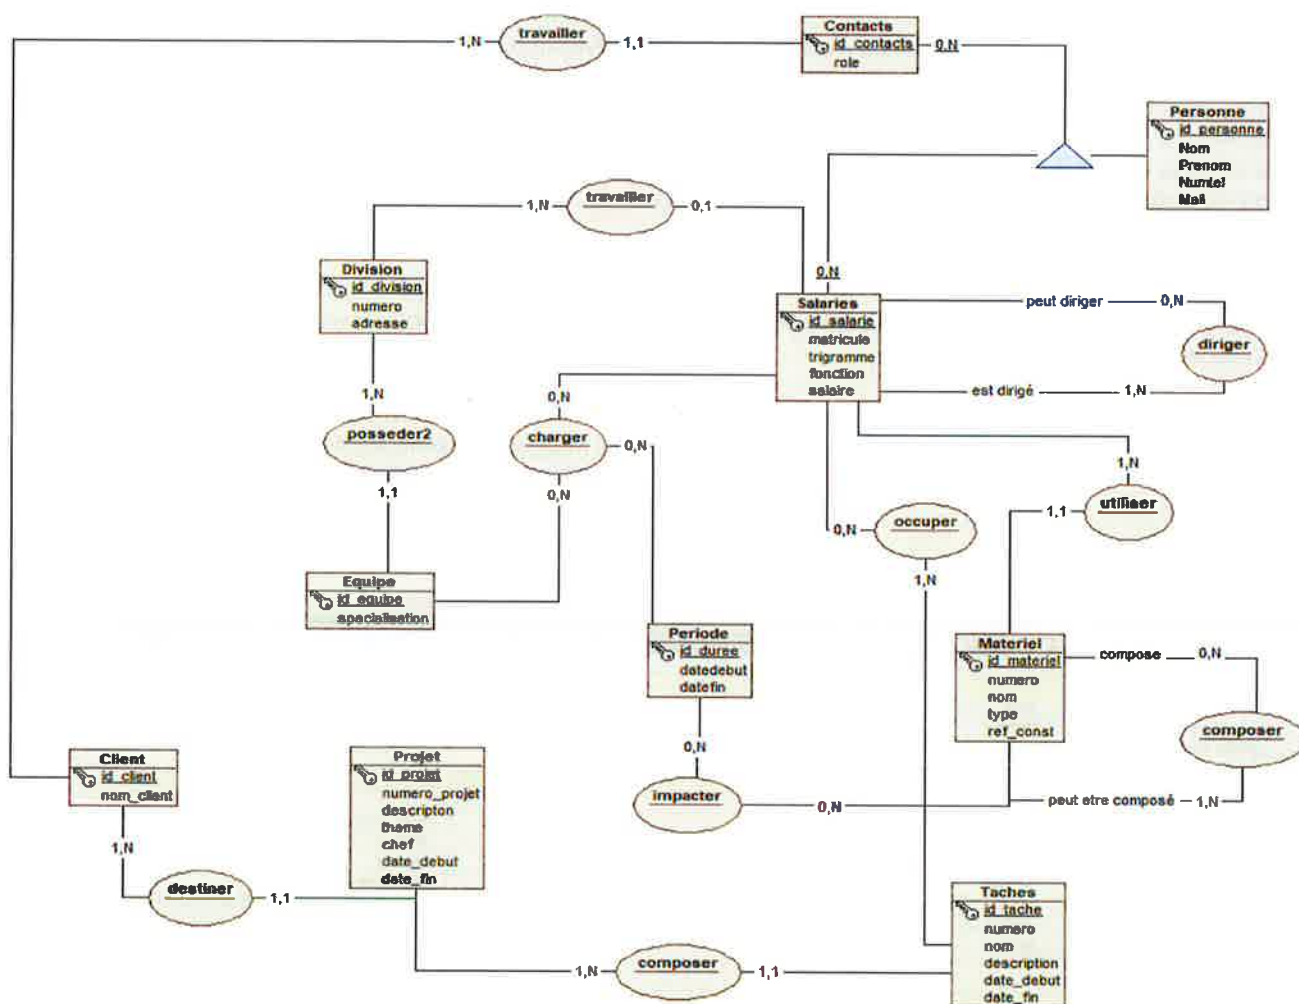 travailler
1,N
1,1
Contacts
id_contacts
role
0,N
Personne
id_personne
Nom
Prenom
Numtel
Mail
travailler
1,N
0,1
Division
id_division
numero
adresse
0,N
Salaries
id_salarie
matricule
trigramme
fonction
salaire
peut diriger
0,N
diriger
est dirigé
1,N
1,N
posseder2
1,1
0,N
charger
0,N
0,N
1,N
utiliser
1,1
0,N
occuper
1,N
Equipe
id_equipe
specialisation
Periode
id_duree
datedebut
datefin
Materiel
id_materiel
numero
nom
type
ref_const
compose
0,N
composer
peut etre composé
1,N
0,N
impacter
0,N
Client
id_client
nom_client
Projet
id_projet
numero_projet
descripton
theme
chef
date_debut
date_fin
1,N
destiner
1,1
1,N
composer
1,1
Taches
id_tache
numero
nom
description
date_debut
date_fin